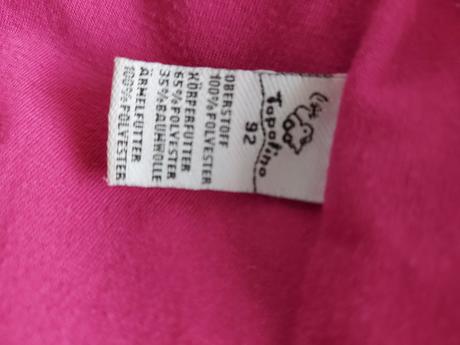 Topolino
92
OBERSTOFF
100%POLYESTER
KÖRPERFUTTER
65%POLYESTER
35%BAUMWOLLE
ÄRMELFUTTER
100%POLYESTER